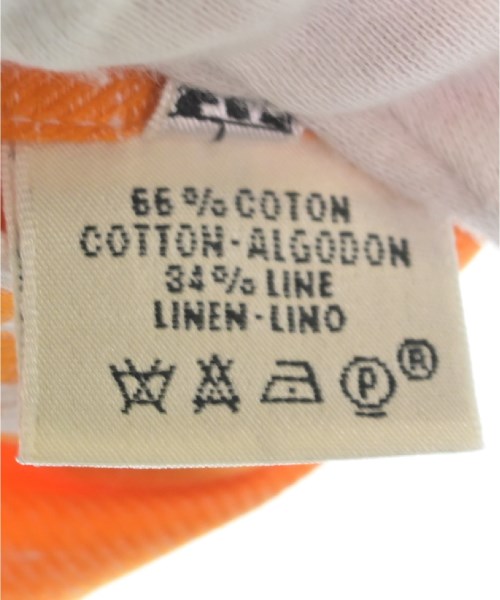 66% COTON
COTTON-ALGODON
34% LINE
LINEN-LINO
P ®